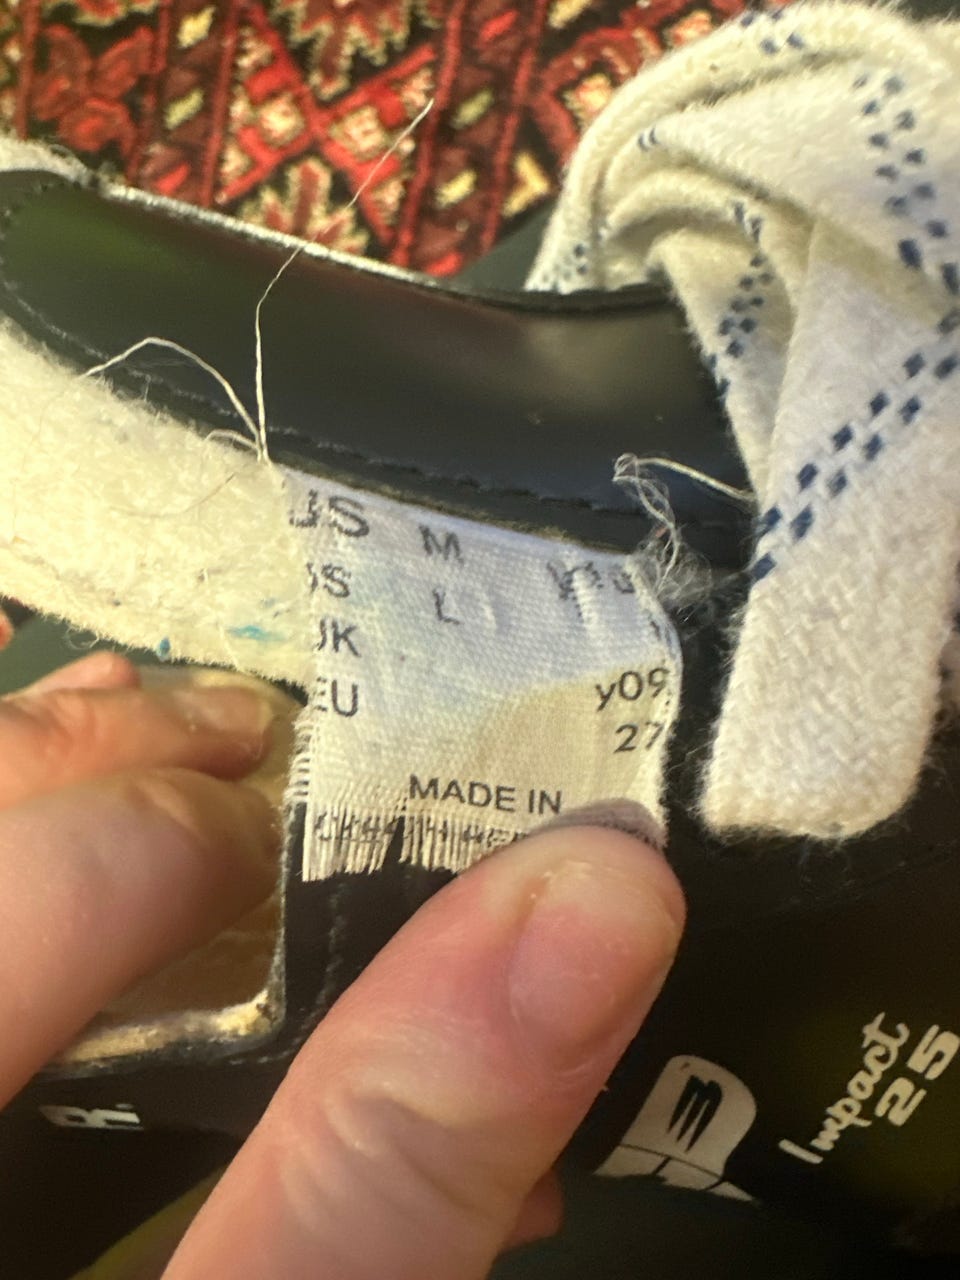 US M
US L
UK
EU y09
27
MADE IN
R.
Impact
25